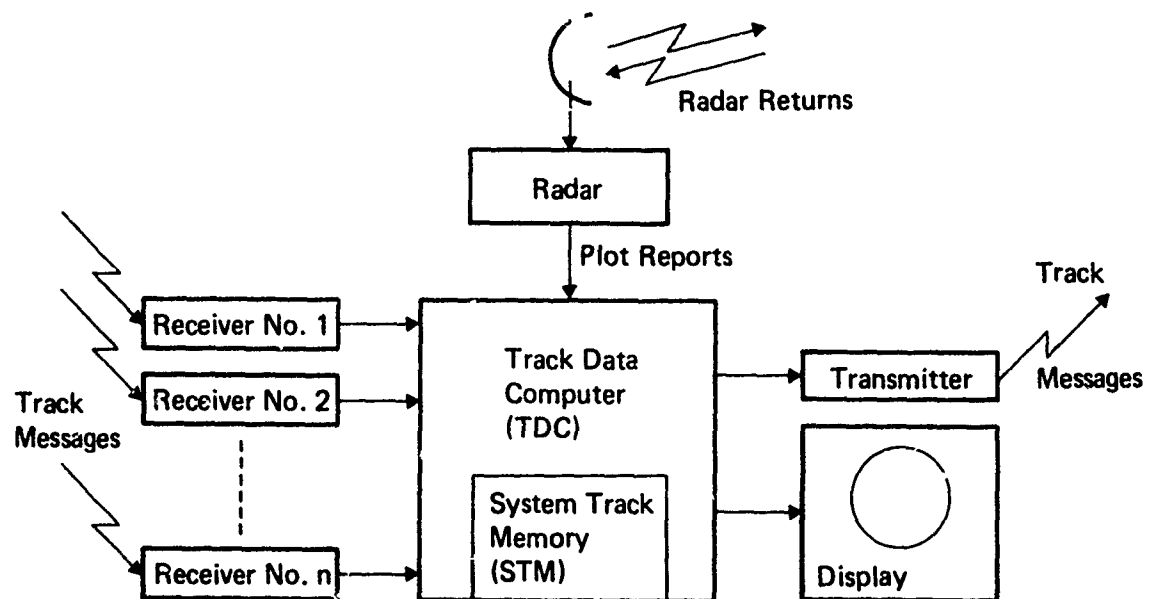 Radar Returns
Radar
Plot Reports
Track
Messages
Receiver No. 1
Receiver No. 2
Track
Messages
Receiver No. n
Track Data
Computer
(TDC)
System Track
Memory
(STM)
Transmitter
Display